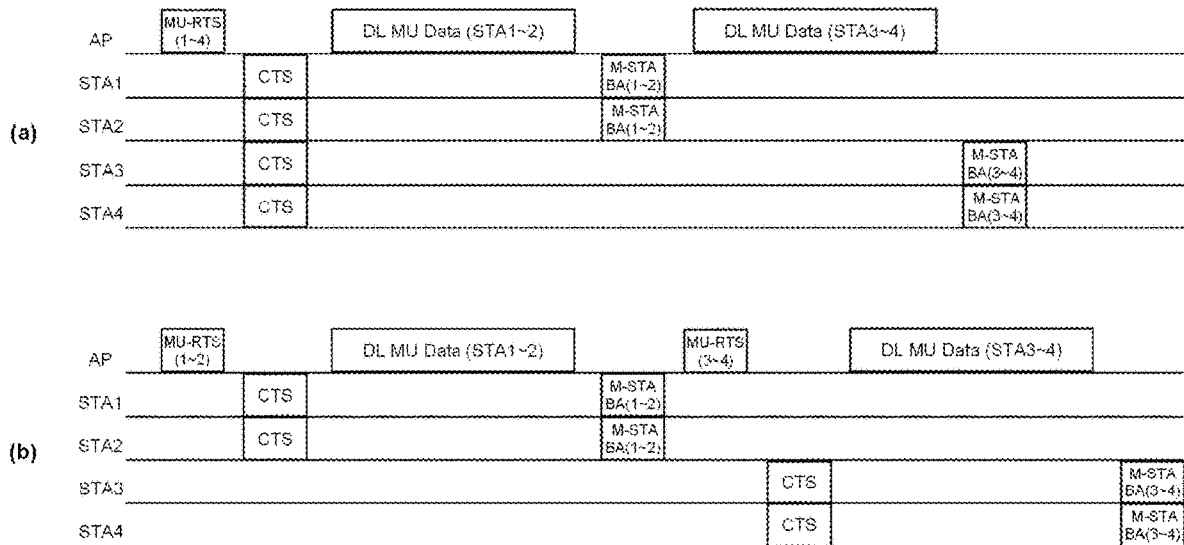 MU-RTS
(1~4)
DL MU Data (STA1~2)
DL MU Data (STA3~4)
AP
STA1
CTS
M-STA
BA(1~2)
STA2
CTS
M-STA
BA(1~2)
(a)
STA3
CTS
M-STA
BA(3~4)
STA4
CTS
M-STA
BA(3~4)
MU-RTS
(1~2)
DL MU Data (STA1~2)
MU-RTS
(3~4)
DL MU Data (STA3~4)
AP
STA1
CTS
M-STA
BA(1~2)
STA2
CTS
M-STA
BA(1~2)
(b)
STA3
CTS
M-STA
BA(3~4)
STA4
CTS
M-STA
BA(3~4)